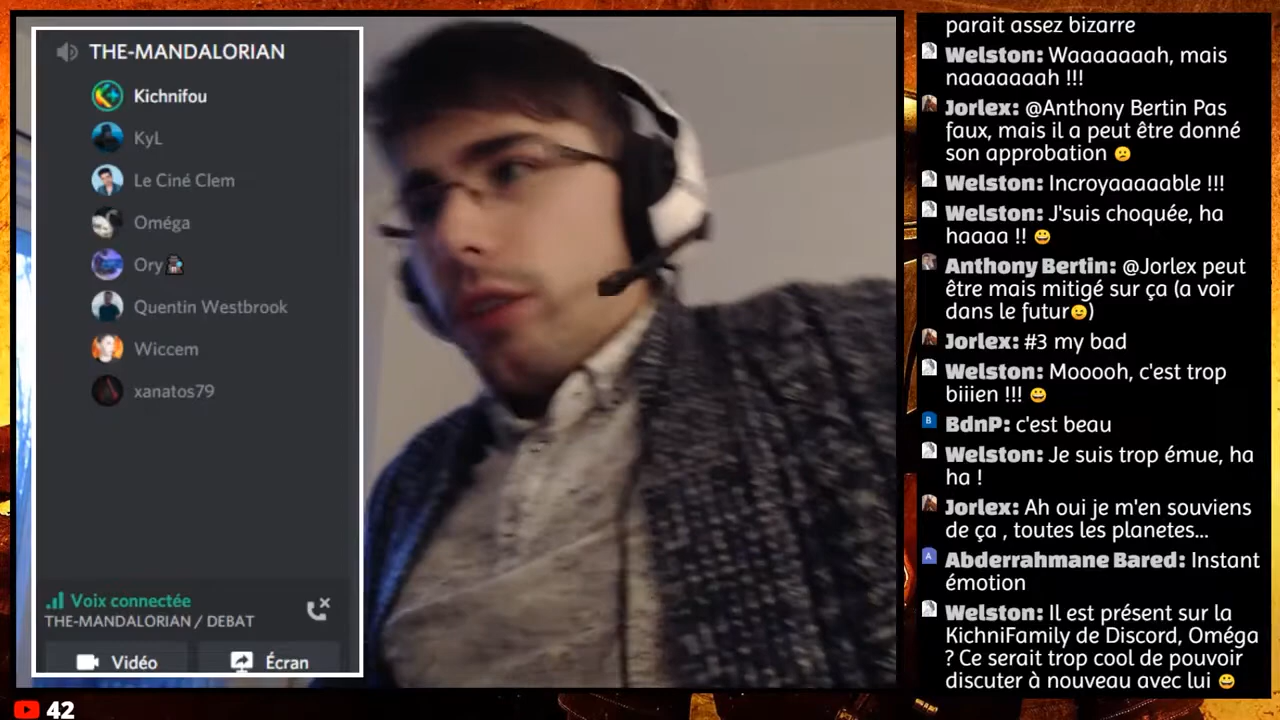 THE-MANDALORIAN
Kichnifou
KyL
Le Ciné Clem
Oméga
Ory
Quentin Westbrook
Wiccem
xanatos79
Voix connectée
THE-MANDALORIAN / DEBAT
Vidéo
Écran
42
parait assez bizarre
Welston: Waaaaaaah, mais
naaaaaaah !!!
Jorlex: @Anthony Bertin Pas
faux, mais il a peut être donné
son approbation 😕
Welston: Incroyaaaaable !!!
Welston: J'suis choquée, ha
haaaa !! 😀
Anthony Bertin: @Jorlex peut
être mais mitigé sur ça (a voir
dans le futur😉)
Jorlex: #3 my bad
Welston: Mooooh, c'est trop
biiien !!! 😀
B BdnP: c'est beau
Welston: Je suis trop émue, ha
ha !
Jorlex: Ah oui je m'en souviens
de ça , toutes les planetes...
A Abderrahmane Bared: Instant
émotion
Welston: Il est présent sur la
KichniFamily de Discord, Oméga
? Ce serait trop cool de pouvoir
discuter à nouveau avec lui 😀